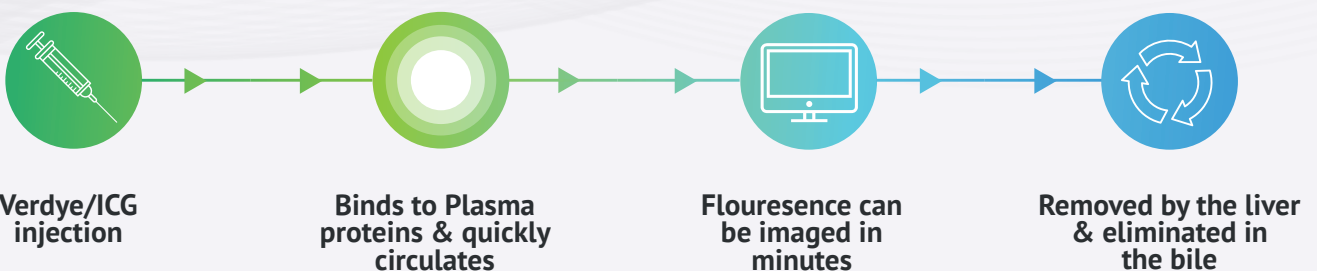 Verdye/ICG
injection
Binds to Plasma
proteins & quickly
circulates
Flouresence can
be imaged in
minutes
Removed by the liver
& eliminated in
the bile